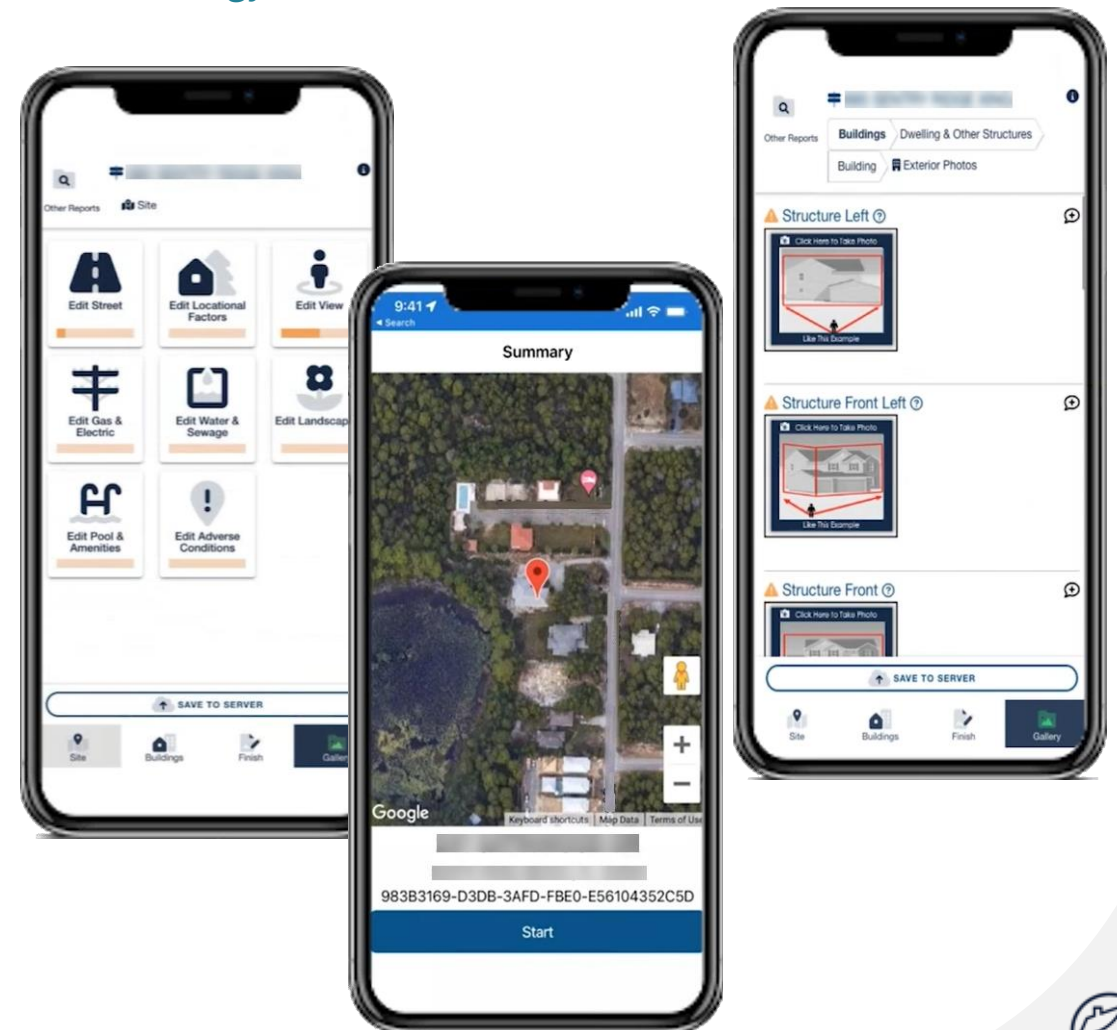 Other Reports
Site
Edit Street
Edit Locational
Factors
Edit View
Edit Gas &
Electric
Edit Water &
Sewage
Edit Landscap
Edit Pool &
Amenities
Edit Adverse
Conditions
SAVE TO SERVER
Site
Buildings
Finish
Gallery
9:41
Search
Summary
Google
Keyboard shortcuts
Map Data
Terms of Use
983B3169-D3DB-3AFD-FBE0-E56104352C5D
Start
Other Reports
Buildings
Dwelling & Other Structures
Building
Exterior Photos
Structure Left
Click Here to Take Photo
Like This Example
Structure Front Left
Click Here to Take Photo
Like This Example
Structure Front
Click Here to Take Photo
SAVE TO SERVER
Site
Buildings
Finish
Gallery